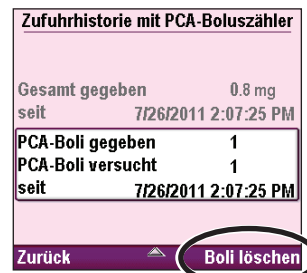 Zufuhrhistorie mit PCA-Boluszähler
Gesamt gegeben 0.8 mg
seit 7/26/2011 2:07:25 PM
PCA-Boli gegeben 1
PCA-Boli versucht 1
seit 7/26/2011 2:07:25 PM
Zurück Boli löschen